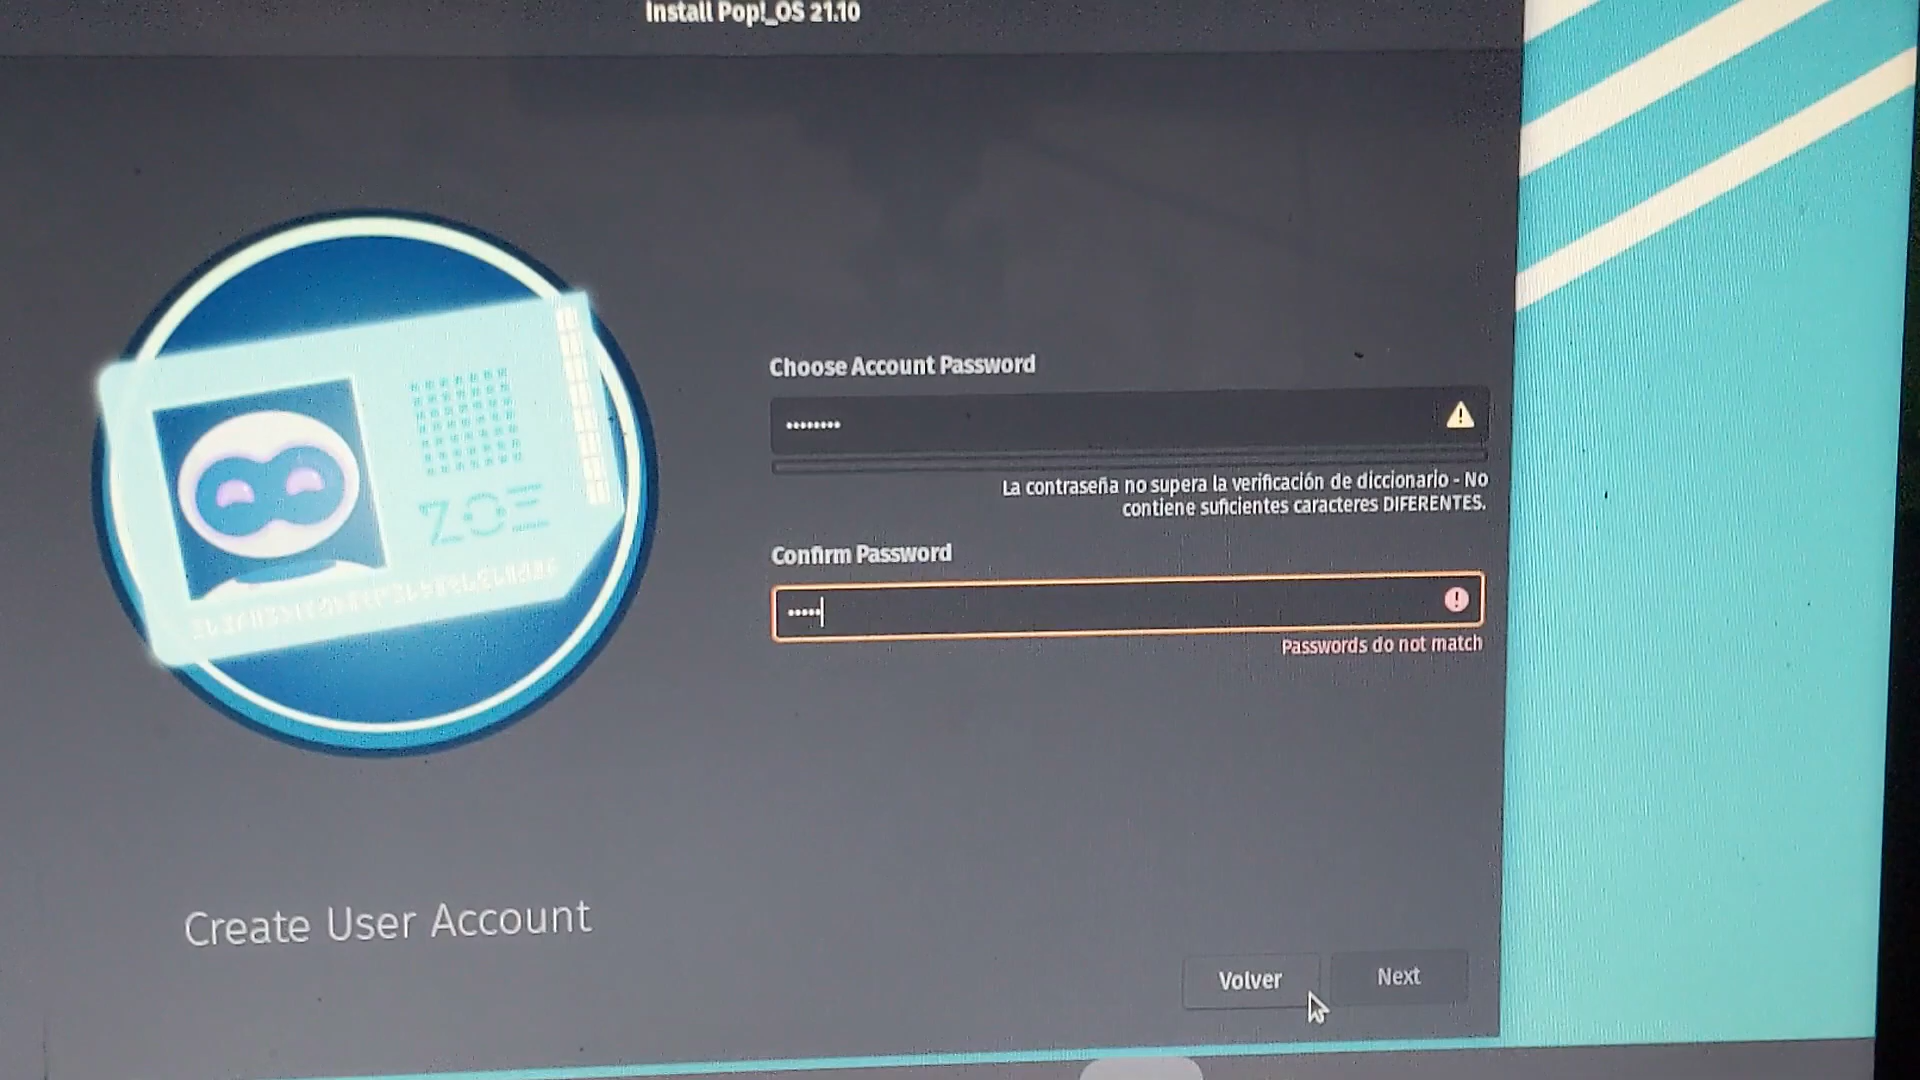 Install Pop!_OS 21.10
Choose Account Password
••••••••
La contraseña no supera la verificación de diccionario - No
contiene suficientes caracteres DIFERENTES.
Confirm Password
•••••
Passwords do not match
ZOE
Create User Account
Volver
Next